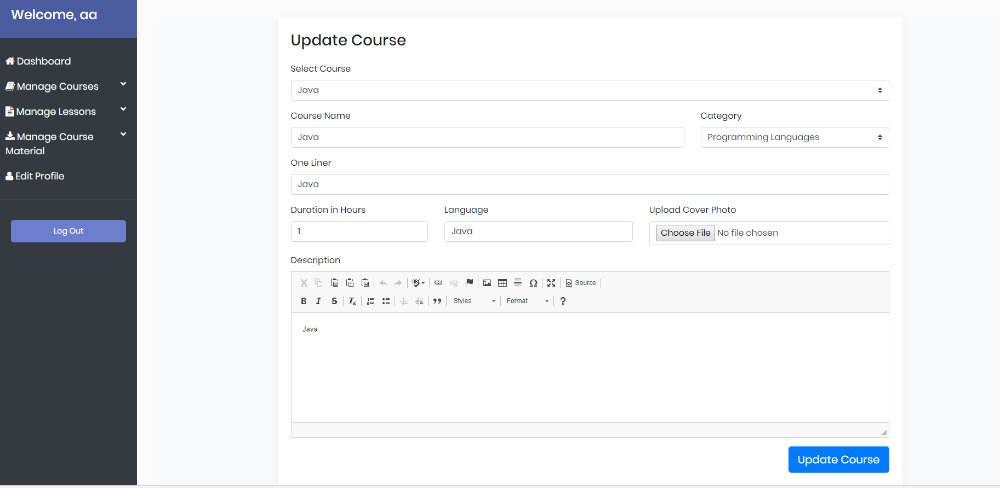 Welcome, aa
Dashboard
Manage Courses
Manage Lessons
Manage Course
Material
Edit Profile
Log Out
Update Course
Select Course
Java
Course Name
Category
Java
Programming Languages
One Liner
Java
Duration in Hours
Language
Upload Cover Photo
1
Java
Choose File No file chosen
Description
ABC
Source
B I S Tx
Styles
Format
?
Java
Update Course